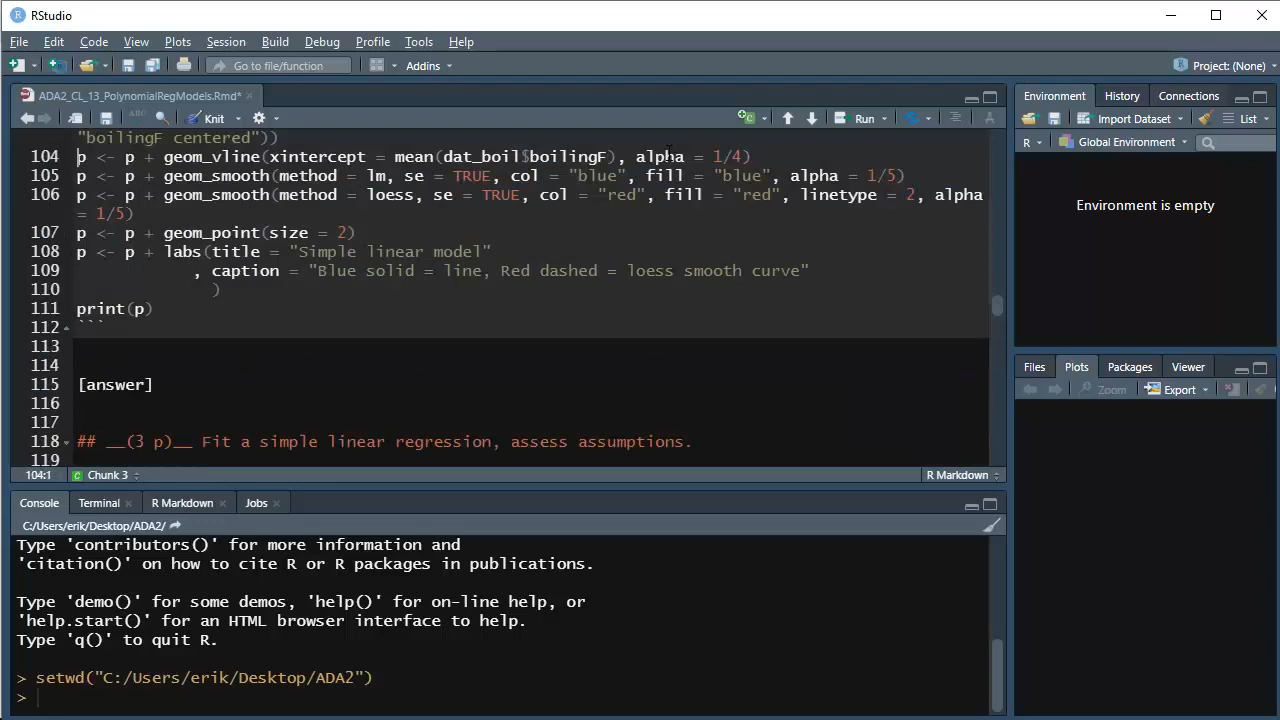 RStudio
File Edit Code View Plots Session Build Debug Profile Tools Help
Go to file/function Addins Project: (None)
ADA2_CL_13_PolynomialRegModels.Rmd*
ABC Knit Run
"boilingF centered"))
104 p <- p + geom_vline(xintercept = mean(dat_boil$boilingF), alpha = 1/4)
105 p <- p + geom_smooth(method = lm, se = TRUE, col = "blue", fill = "blue", alpha = 1/5)
106 p <- p + geom_smooth(method = loess, se = TRUE, col = "red", fill = "red", linetype = 2, alpha
= 1/5)
107 p <- p + geom_point(size = 2)
108 p <- p + labs(title = "Simple linear model"
109 , caption = "Blue solid = line, Red dashed = loess smooth curve"
110 )
111 print(p)
112 ```
113
114
115 [answer]
116
117
118 ## __(3 p)__ Fit a simple linear regression, assess assumptions.
119
104:1 Chunk 3 R Markdown
Console Terminal R Markdown Jobs
C:/Users/erik/Desktop/ADA2/
Type 'contributors()' for more information and
'citation()' on how to cite R or R packages in publications.
Type 'demo()' for some demos, 'help()' for on-line help, or
'help.start()' for an HTML browser interface to help.
Type 'q()' to quit R.
> setwd("C:/Users/erik/Desktop/ADA2")
>
Environment History Connections
Import Dataset List
R Global Environment
Environment is empty
Files Plots Packages Viewer
Zoom Export